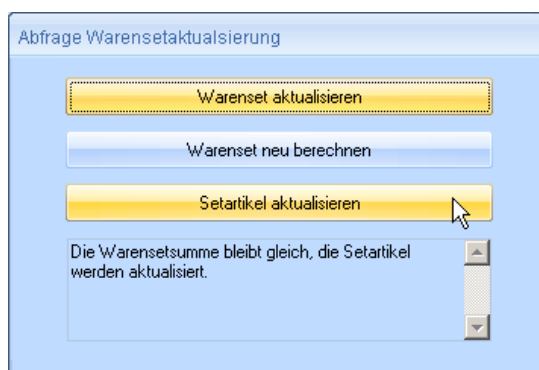 Abfrage Warensetaktualsierung
Warenset aktualisieren
Warenset neu berechnen
Setartikel aktualisieren
Die Warensetsumme bleibt gleich, die Setartikel
werden aktualisiert.